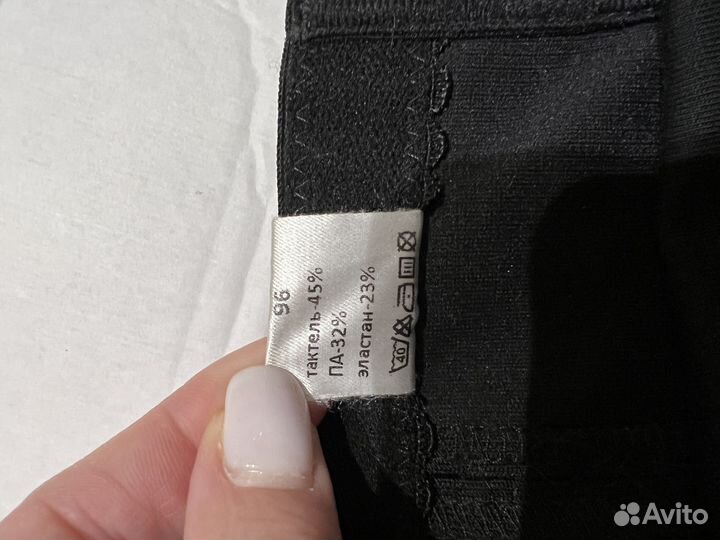 96
тактель-45%
ПА-32%
эластан-23%
40
Avito